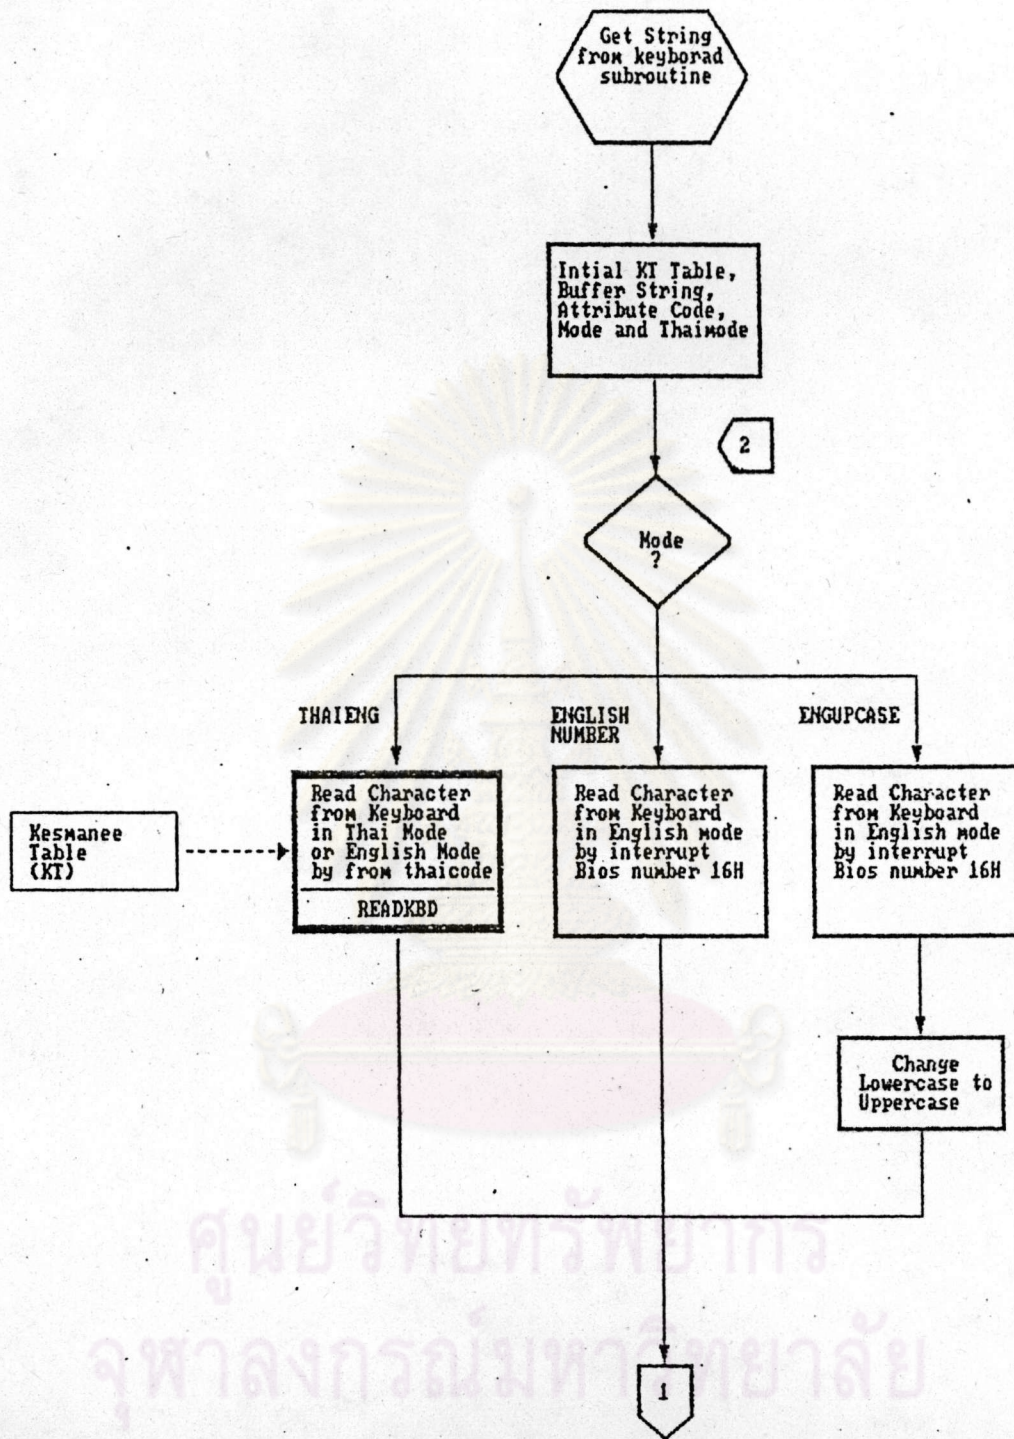 Get String
from keyborad
subroutine
Intial KT Table,
Buffer String,
Attribute Code,
Mode and Thaimode
2
Mode
?
THAIENG
ENGLISH
NUMBER
ENGUPCASE
Kesmanee
Table
(KT)
Read Character
from Keyboard
in Thai Mode
or English Mode
by from thaicode
READKBD
Read Character
from Keyboard
in English mode
by interrupt
Bios number 16H
Read Character
from Keyboard
in English mode
by interrupt
Bios number 16H
Change
Lowercase to
Uppercase
ศูนย์วิทยทรัพยากร
จุฬาลงกรณ์มหาวิทยาลัย
1